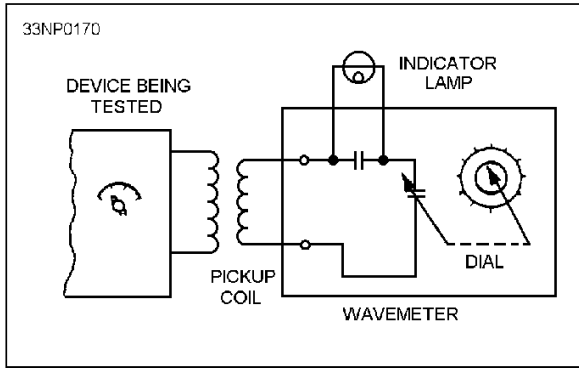 33NP0170
DEVICE BEING
TESTED
INDICATOR
LAMP
PICKUP
COIL
DIAL
WAVEMETER